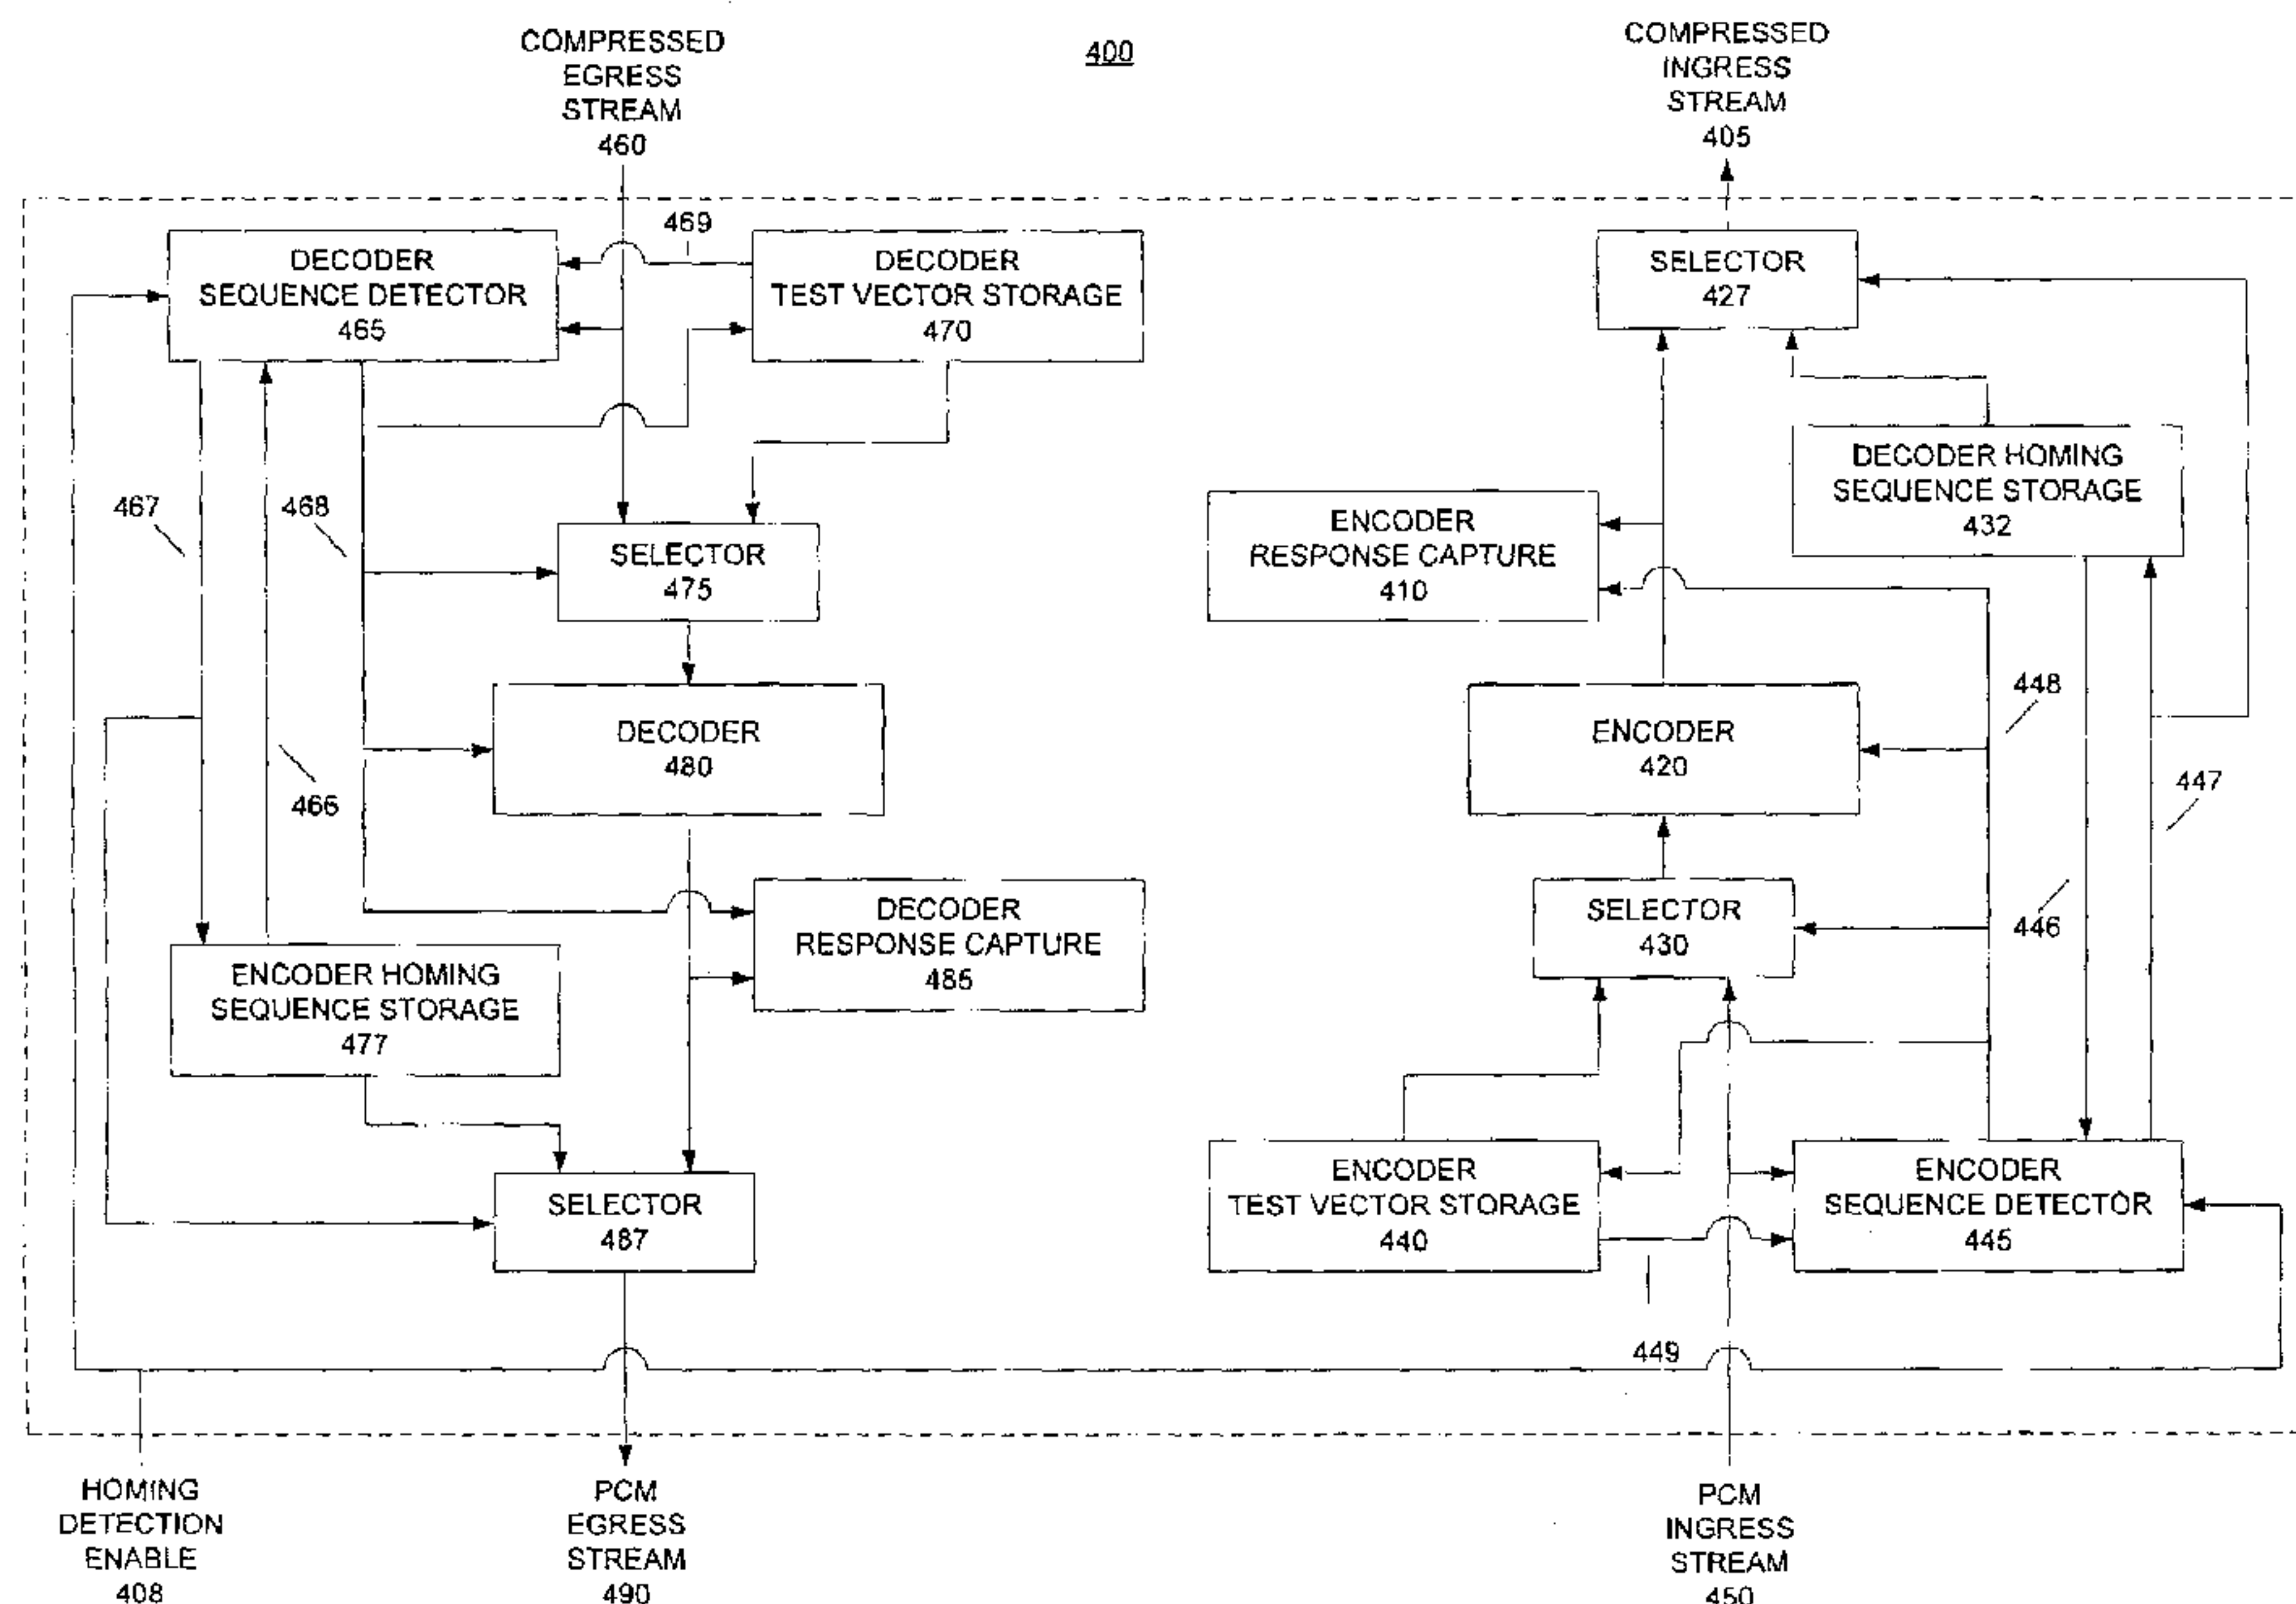 COMPRESSED
EGRESS
STREAM
460
400
COMPRESSED
INGRESS
STREAM
405
469
DECODER
SEQUENCE DETECTOR
465
DECODER
TEST VECTOR STORAGE
470
SELECTOR
427
467
468
SELECTOR
475
ENCODER
RESPONSE CAPTURE
410
DECODER HOMING
SEQUENCE STORAGE
432
466
DECODER
480
ENCODER
420
448
447
446
DECODER
RESPONSE CAPTURE
485
SELECTOR
430
ENCODER HOMING
SEQUENCE STORAGE
477
SELECTOR
487
ENCODER
TEST VECTOR STORAGE
440
ENCODER
SEQUENCE DETECTOR
445
449
HOMING
DETECTION
ENABLE
408
PCM
EGRESS
STREAM
490
PCM
INGRESS
STREAM
450